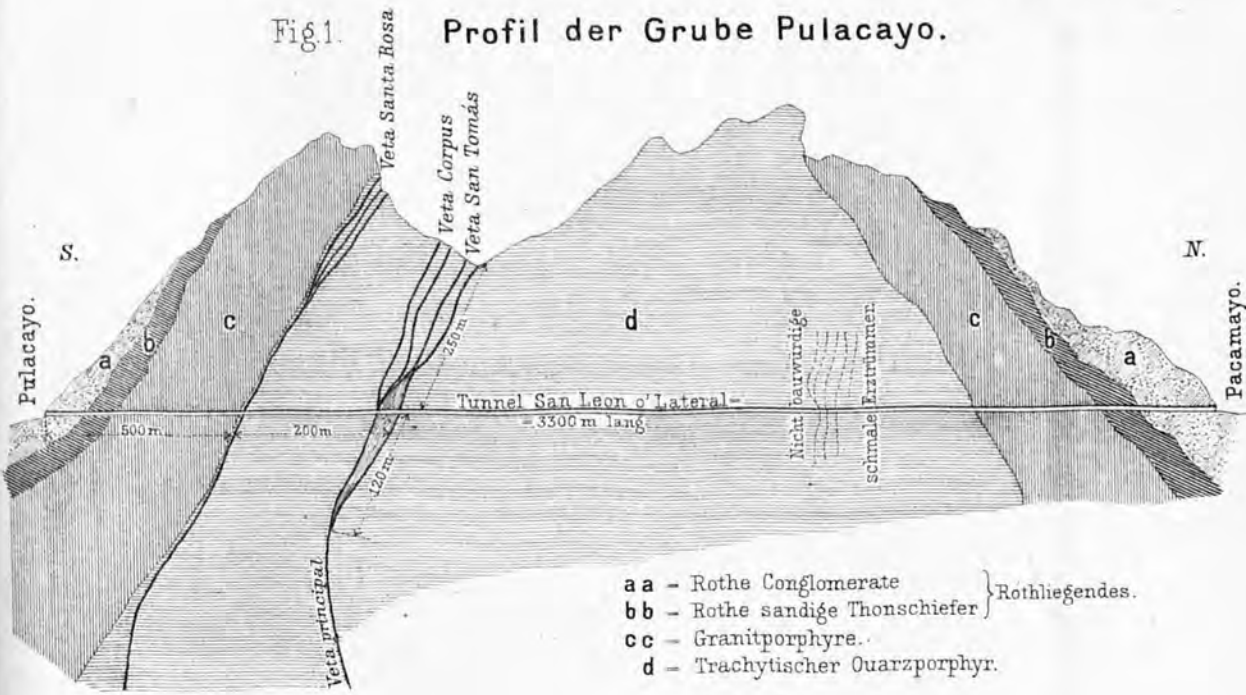 Fig.1. Profil der Grube Pulacayo.
Veta Santa Rosa
Veta Corpus
Veta San Tomás
S.
N.
Pulacayo.
Pacamayo.
a
b
c
d
c
b
a
250 m
Nicht bauwurdige
schmale Erztrümmer.
Tunnel San Leon o' Lateral=
=3300 m lang
500 m
200 m
120 m
Veta principal
a a = Rothe Conglomerate
b b = Rothe sandige Thonschiefer
Rothliegendes.
c c = Granitporphyre.
d = Trachytischer Quarzporphyr.